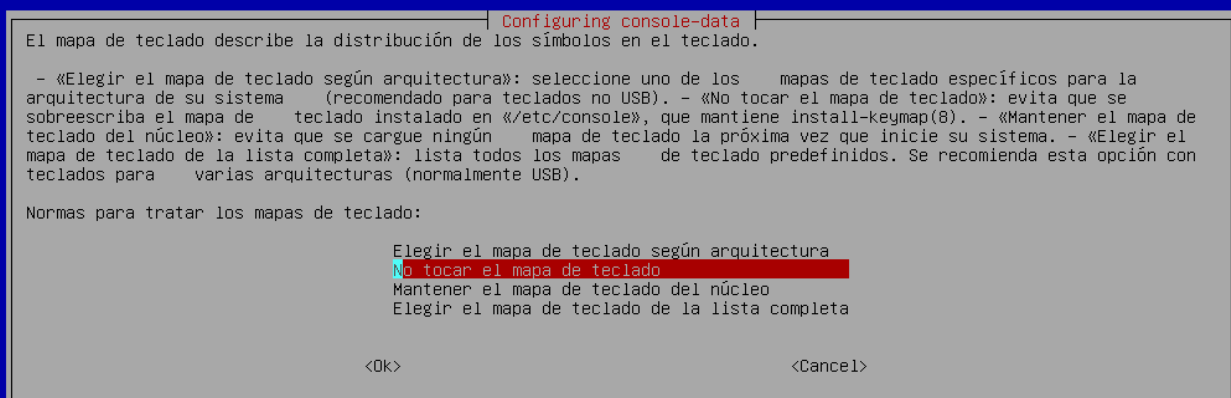 Configuring console-data
El mapa de teclado describe la distribución de los símbolos en el teclado.
– «Elegir el mapa de teclado según arquitectura»: seleccione uno de los    mapas de teclado específicos para la
arquitectura de su sistema    (recomendado para teclados no USB). – «No tocar el mapa de teclado»: evita que se
sobreescriba el mapa de    teclado instalado en «/etc/console», que mantiene install-keymap(8). – «Mantener el mapa de
teclado del núcleo»: evita que se cargue ningún    mapa de teclado la próxima vez que inicie su sistema. – «Elegir el
mapa de teclado de la lista completa»: lista todos los mapas    de teclado predefinidos. Se recomienda esta opción con
teclados para    varias arquitecturas (normalmente USB).
Normas para tratar los mapas de teclado:
Elegir el mapa de teclado según arquitectura
No tocar el mapa de teclado
Mantener el mapa de teclado del núcleo
Elegir el mapa de teclado de la lista completa
<Ok>    <Cancel>